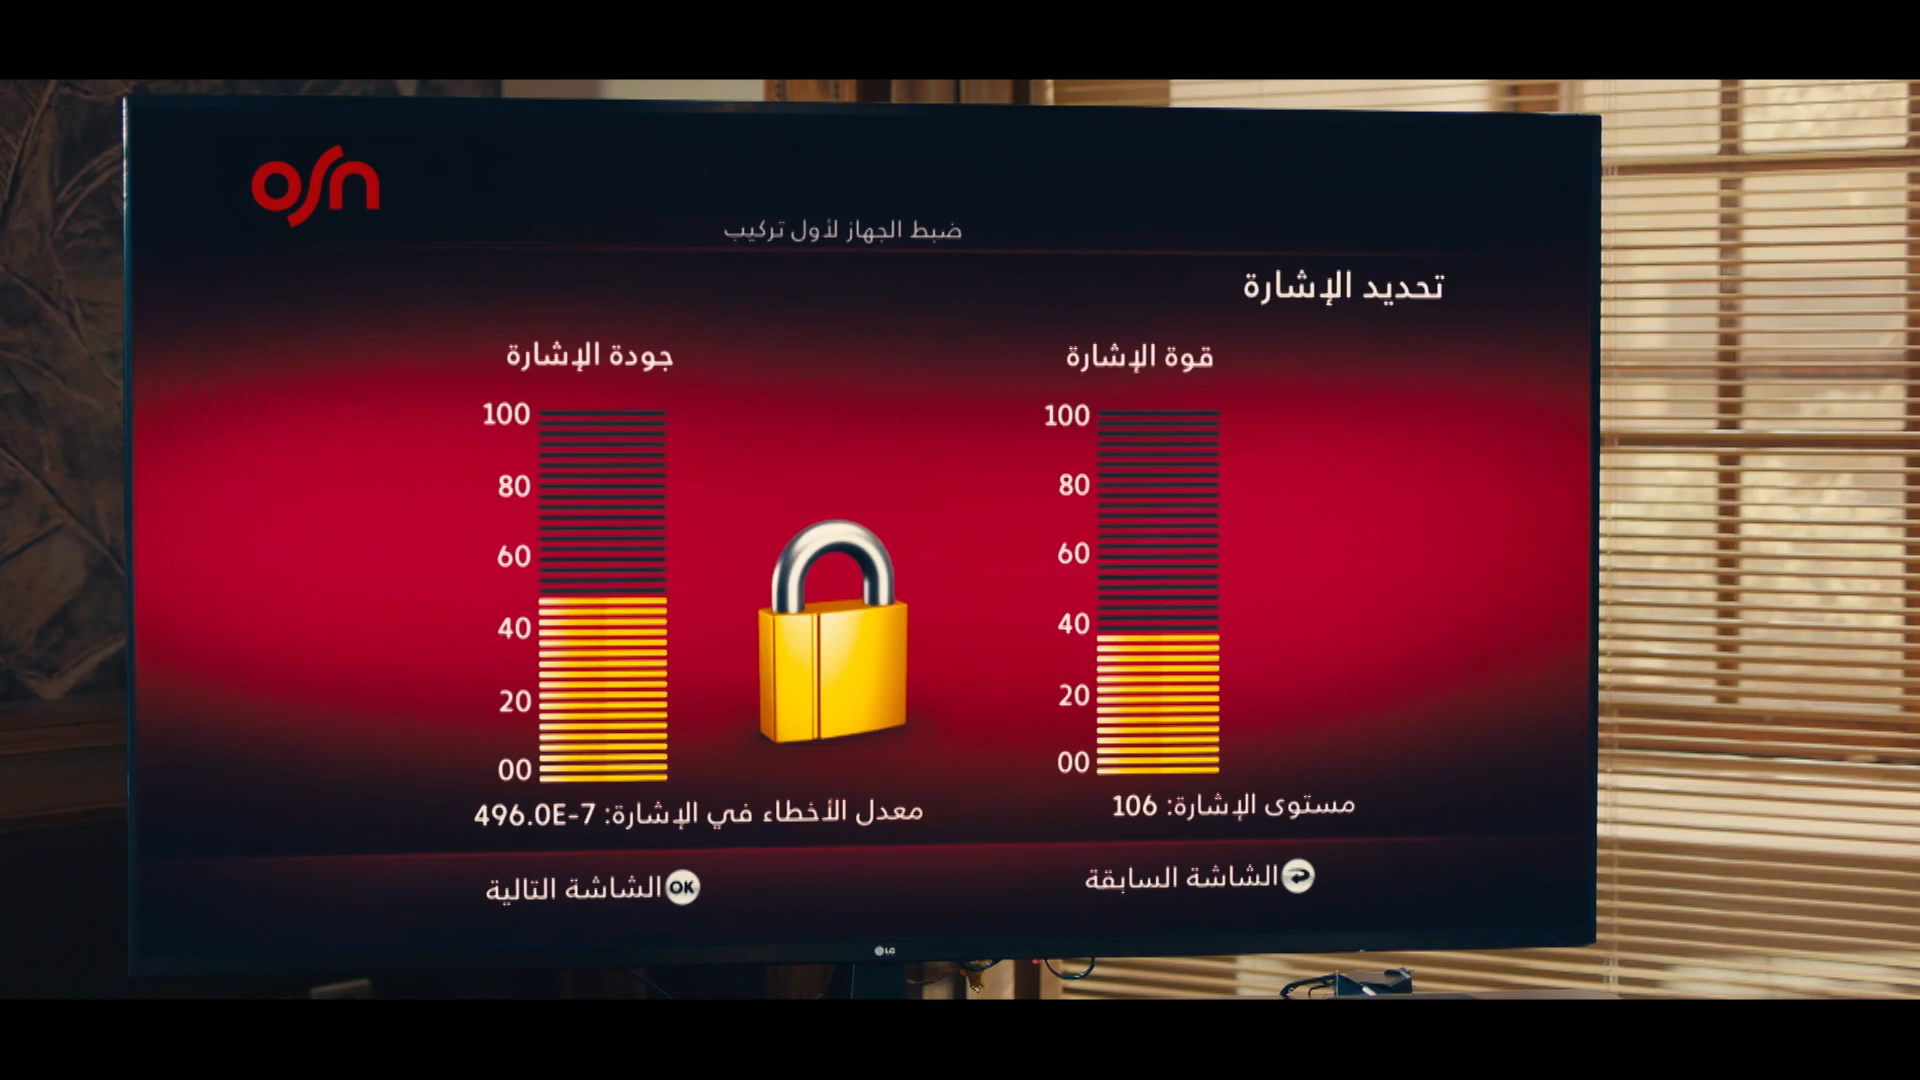 osn
ضبط الجهاز لأول تركيب
تحديد الإشارة
قوة الإشارة
100
80
60
40
20
00
مستوى الإشارة: 106
جودة الإشارة
100
80
60
40
20
00
معدل الأخطاء في الإشارة: 496.0E-7
الشاشة السابقة
OK الشاشة التالية
LG